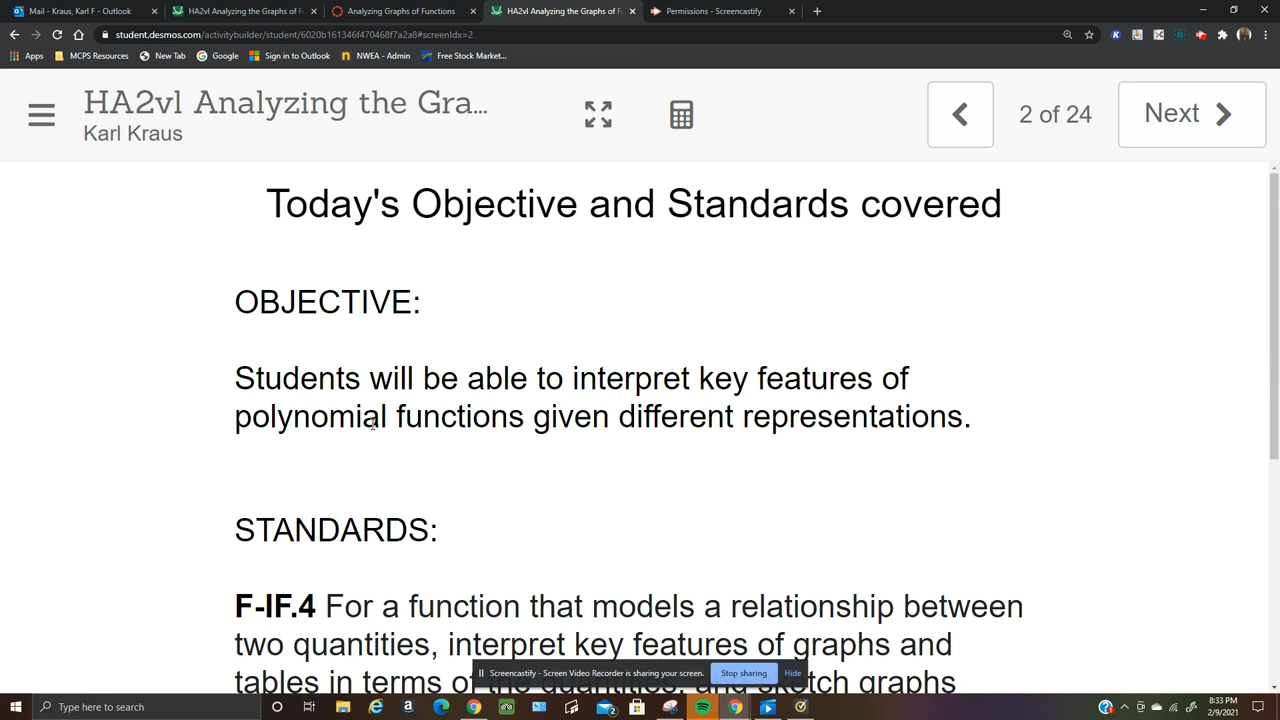 Mail - Kraus, Karl F - Outlook
HA2vl Analyzing the Graphs of F
Analyzing Graphs of Functions
HA2vl Analyzing the Graphs of F
Permissions - Screencastify
student.desmos.com/activitybuilder/student/6020b161346f470468f7a2a8#screenIdx=2
Apps
MCPS Resources
New Tab
Google
Sign in to Outlook
NWEA - Admin
Free Stock Market...
HA2vl Analyzing the Gra...
Karl Kraus
2 of 24
Next
Today's Objective and Standards covered
OBJECTIVE:
Students will be able to interpret key features of
polynomial functions given different representations.
STANDARDS:
F-IF.4 For a function that models a relationship between
two quantities, interpret key features of graphs and
tables in terms of the quantities, and sketch graphs
Screencastify - Screen Video Recorder is sharing your screen.
Stop sharing
Hide
Type here to search
2
8:33 PM
2/9/2021